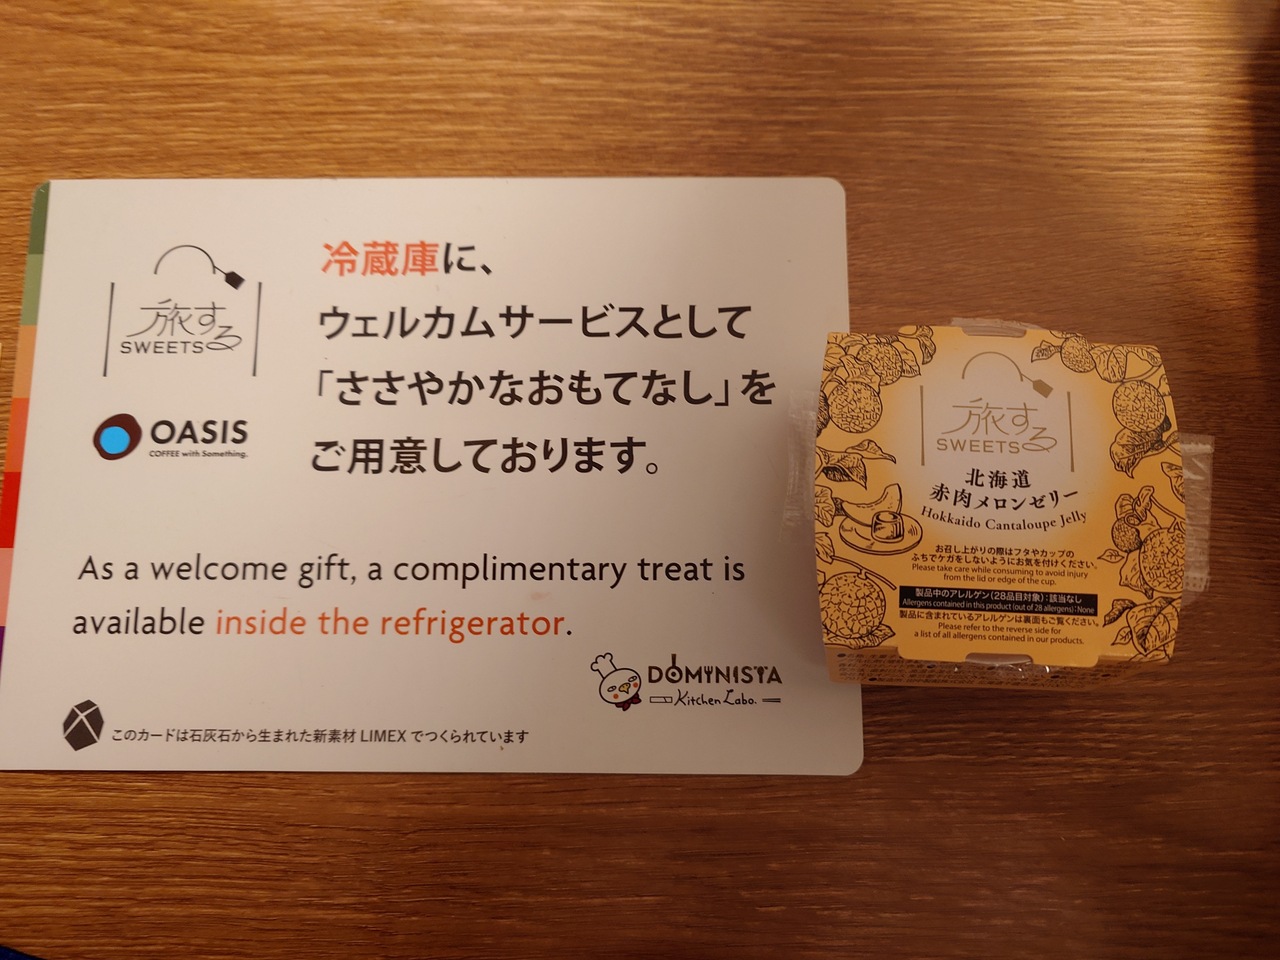 旅する
SWEETS
OASIS
COFFEE with Something.
冷蔵庫に、
ウェルカムサービスとして
「ささやかなおもてなし」を
ご用意しております。
As a welcome gift, a complimentary treat is
available inside the refrigerator.
DOMINISTA
Kitchen Labo.
このカードは石灰石から生まれた新素材 LIMEX でつくられています
旅する
SWEETS
北海道
赤肉メロンゼリー
Hokkaido Cantaloupe Jelly
お召し上がりの際はフタやカップの
ふちでケガをしないようにお気を付けください。
Please take care while consuming to avoid injury
from the lid or edge of the cup.
製品中のアレルゲン(28品目対象):該当なし
Allergens contained in this product (out of 28 allergens):None
製品に含まれているアレルゲンは裏面もご覧ください。
Please refer to the reverse side for
a list of all allergens contained in our products.